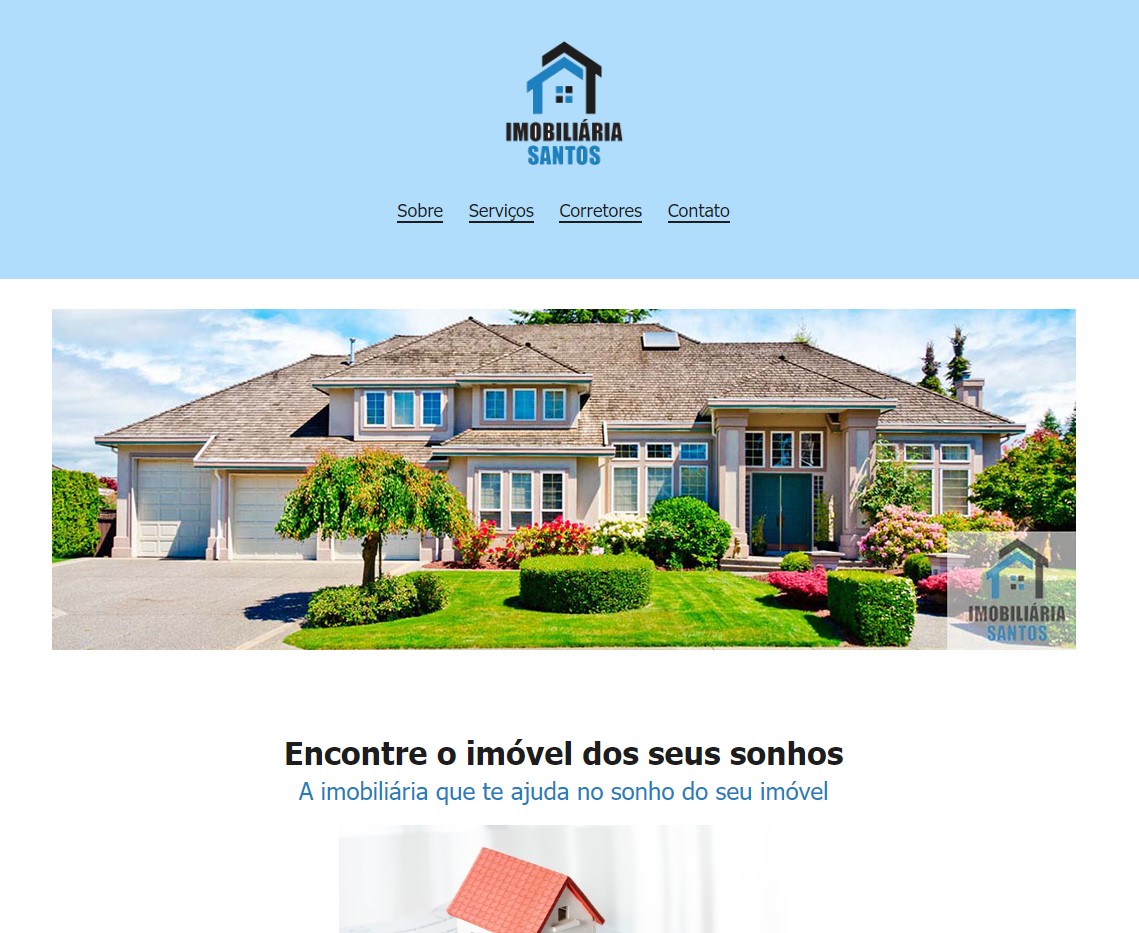 IMOBILIÁRIA
SANTOS
Sobre Serviços Corretores Contato
IMOBILIÁRIA
SANTOS
Encontre o imóvel dos seus sonhos
A imobiliária que te ajuda no sonho do seu imóvel